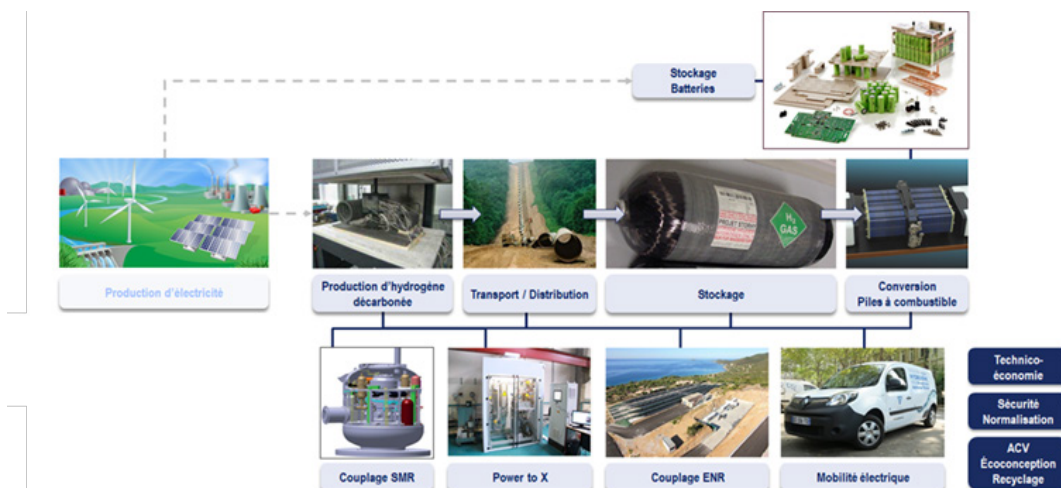 Stockage
Batteries
H₂
GAS
Production d'électricité
Production d'hydrogène
décarbonée
Transport / Distribution
Stockage
Conversion
Piles à combustible
Technico-
économie
Sécurité
Normalisation
ACV
Écoconception
Recyclage
Couplage SMR
Power to X
Couplage ENR
Mobilité électrique